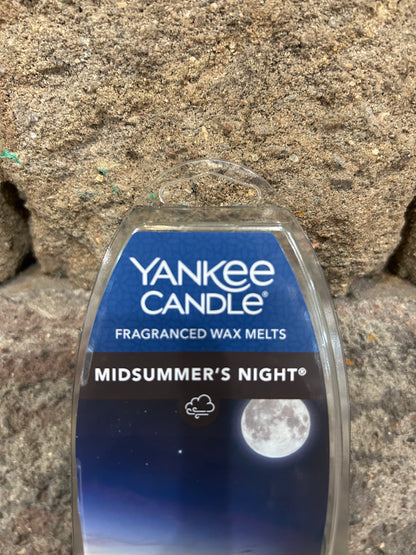 YANKEE
CANDLE®
FRAGRANCED WAX MELTS
MIDSUMMER'S NIGHT®